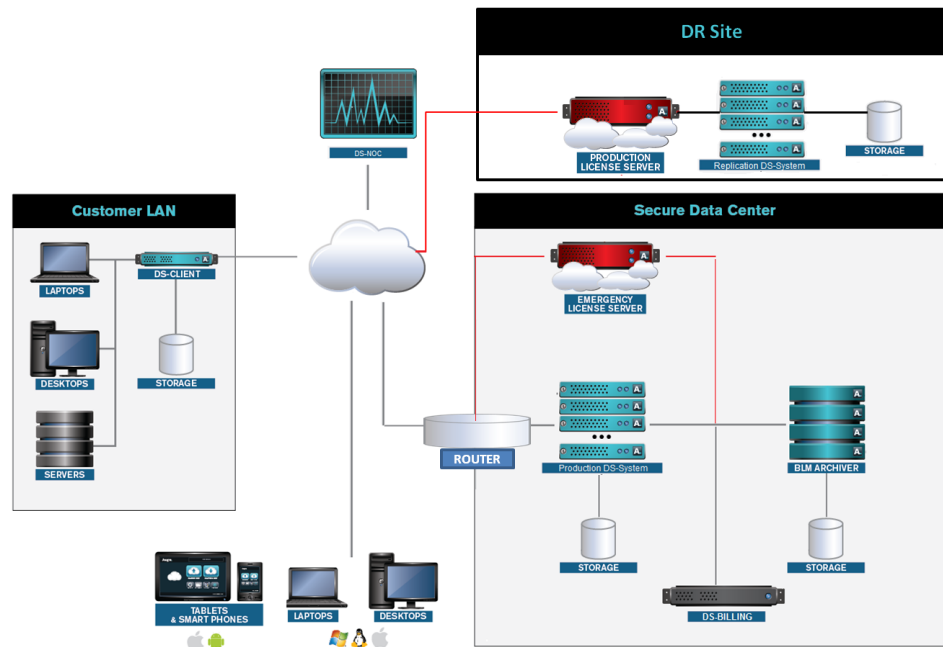 DR Site
DS-NOC
PRODUCTION
LICENSE SERVER
Replication DS-System
STORAGE
Customer LAN
Secure Data Center
LAPTOPS
DS-CLIENT
EMERGENCY
LICENSE SERVER
DESKTOPS
STORAGE
SERVERS
ROUTER
Production DS-System
BLM ARCHIVER
STORAGE
STORAGE
TABLETS
& SMART PHONES
LAPTOPS
DESKTOPS
DS-BILLING